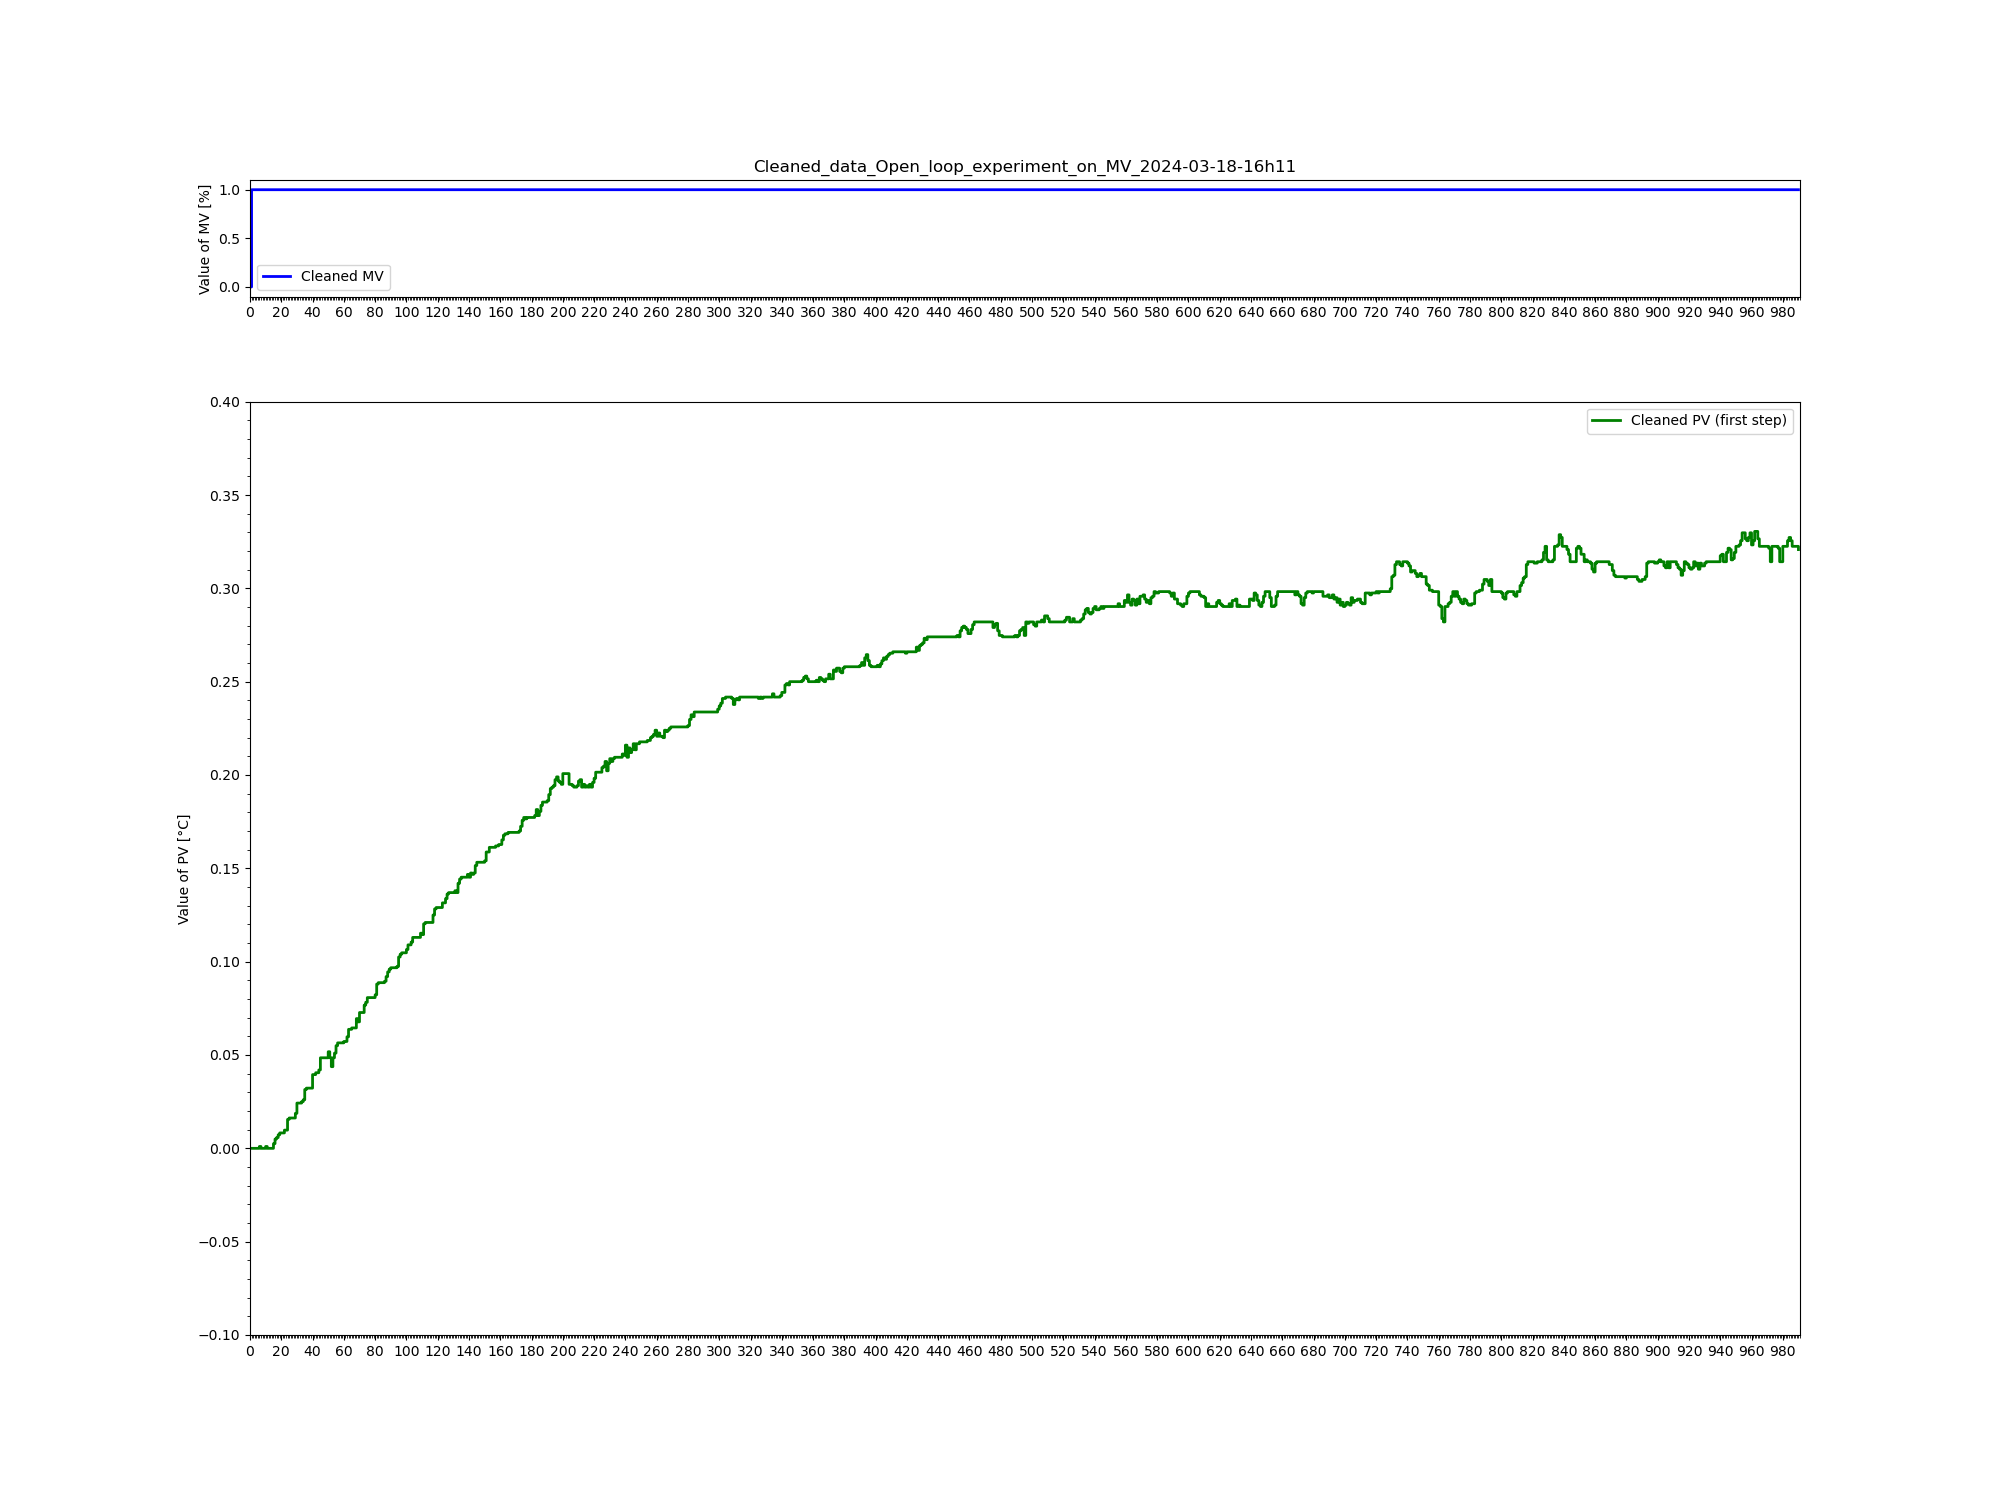 Cleaned_data_Open_loop_experiment_on_MV_2024-03-18-16h11
Value of MV [%]
1.0
0.5
0.0
Cleaned MV
0 20 40 60 80 100 120 140 160 180 200 220 240 260 280 300 320 340 360 380 400 420 440 460 480 500 520 540 560 580 600 620 640 660 680 700 720 740 760 780 800 820 840 860 880 900 920 940 960 980
Value of PV [°C]
0.40
0.35
0.30
0.25
0.20
0.15
0.10
0.05
0.00
−0.05
−0.10
Cleaned PV (first step)
0 20 40 60 80 100 120 140 160 180 200 220 240 260 280 300 320 340 360 380 400 420 440 460 480 500 520 540 560 580 600 620 640 660 680 700 720 740 760 780 800 820 840 860 880 900 920 940 960 980